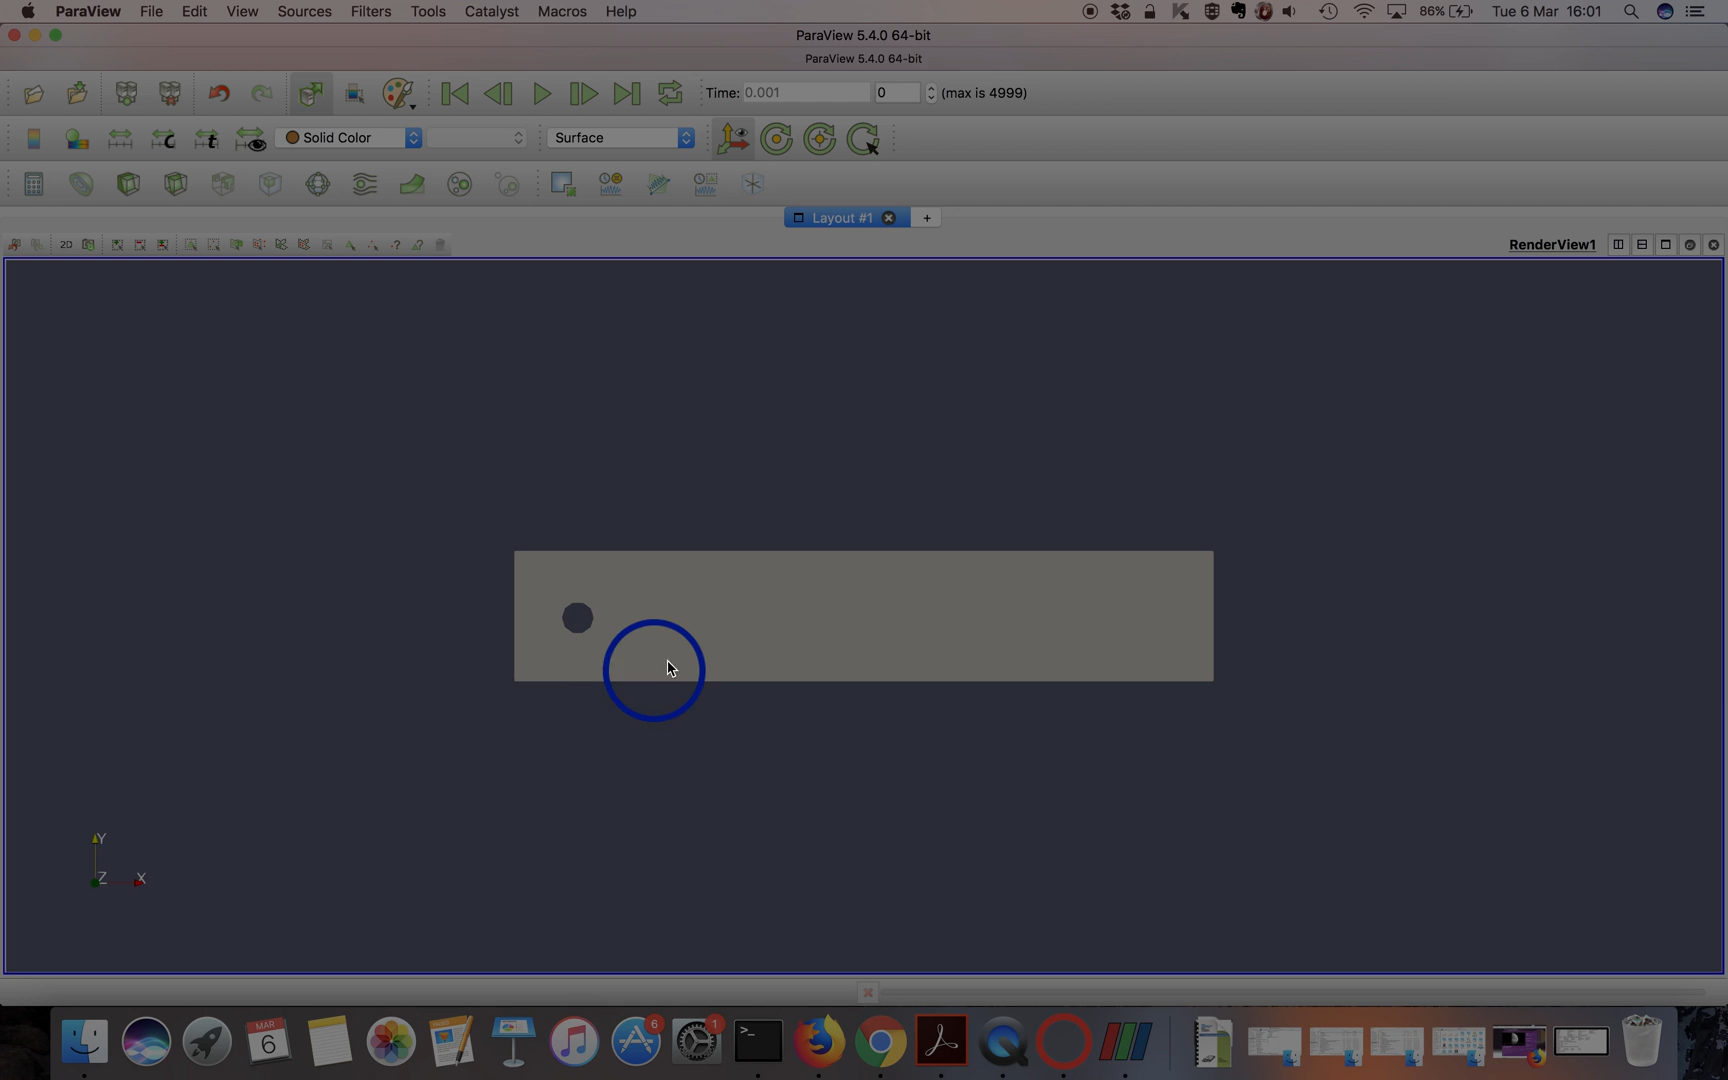 ParaView File Edit View Sources Filters Tools Catalyst Macros Help 86% Tue 6 Mar 16:01
ParaView 5.4.0 64-bit
ParaView 5.4.0 64-bit
Time: 0.001 0 (max is 4999)
C t Solid Color Surface
Layout #1 +
2D RenderView1
Y
Z X
MAR 6 1
6 >_